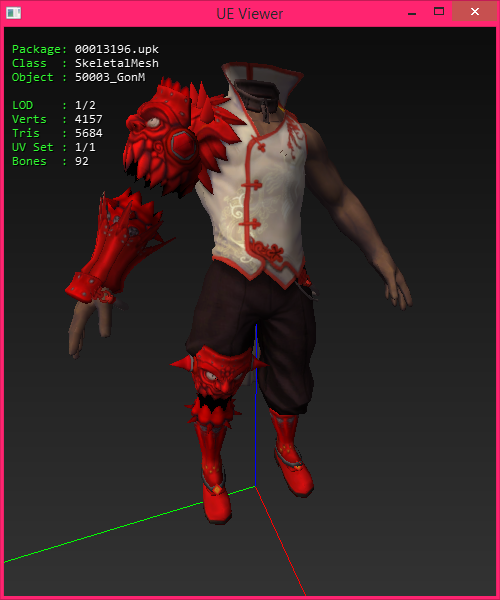 UE Viewer
Package: 00013196.upk
Class  : SkeletalMesh
Object : 50003_GonM
LOD    : 1/2
Verts  : 4157
Tris   : 5684
UV Set : 1/1
Bones  : 92